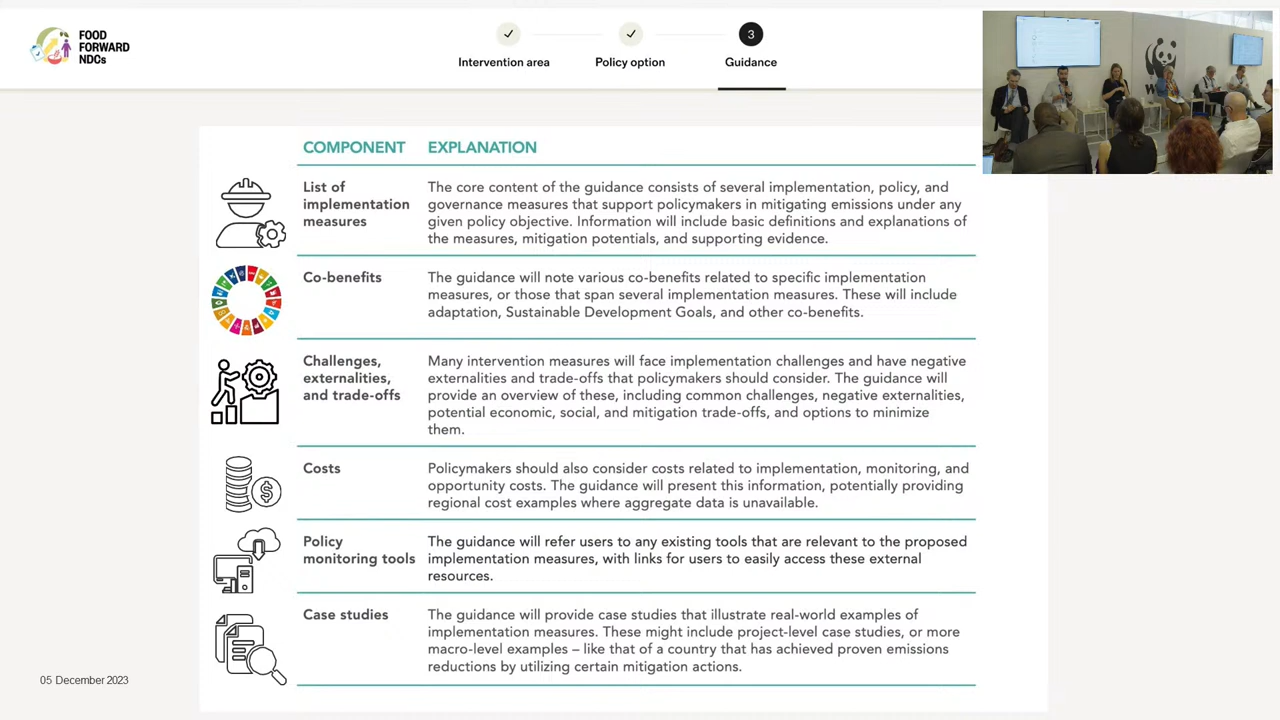 FOOD
FORWARD
NDCs
Intervention area
Policy option
3
Guidance
COMPONENT EXPLANATION
List of
implementation
measures
The core content of the guidance consists of several implementation, policy, and
governance measures that support policymakers in mitigating emissions under any
given policy objective. Information will include basic definitions and explanations of
the measures, mitigation potentials, and supporting evidence.
Co-benefits
The guidance will note various co-benefits related to specific implementation
measures, or those that span several implementation measures. These will include
adaptation, Sustainable Development Goals, and other co-benefits.
Challenges,
externalities,
and trade-offs
Many intervention measures will face implementation challenges and have negative
externalities and trade-offs that policymakers should consider. The guidance will
provide an overview of these, including common challenges, negative externalities,
potential economic, social, and mitigation trade-offs, and options to minimize
them.
Costs
Policymakers should also consider costs related to implementation, monitoring, and
opportunity costs. The guidance will present this information, potentially providing
regional cost examples where aggregate data is unavailable.
$
Policy
monitoring tools
The guidance will refer users to any existing tools that are relevant to the proposed
implementation measures, with links for users to easily access these external
resources.
Case studies
The guidance will provide case studies that illustrate real-world examples of
implementation measures. These might include project-level case studies, or more
macro-level examples – like that of a country that has achieved proven emissions
reductions by utilizing certain mitigation actions.
05 December 2023